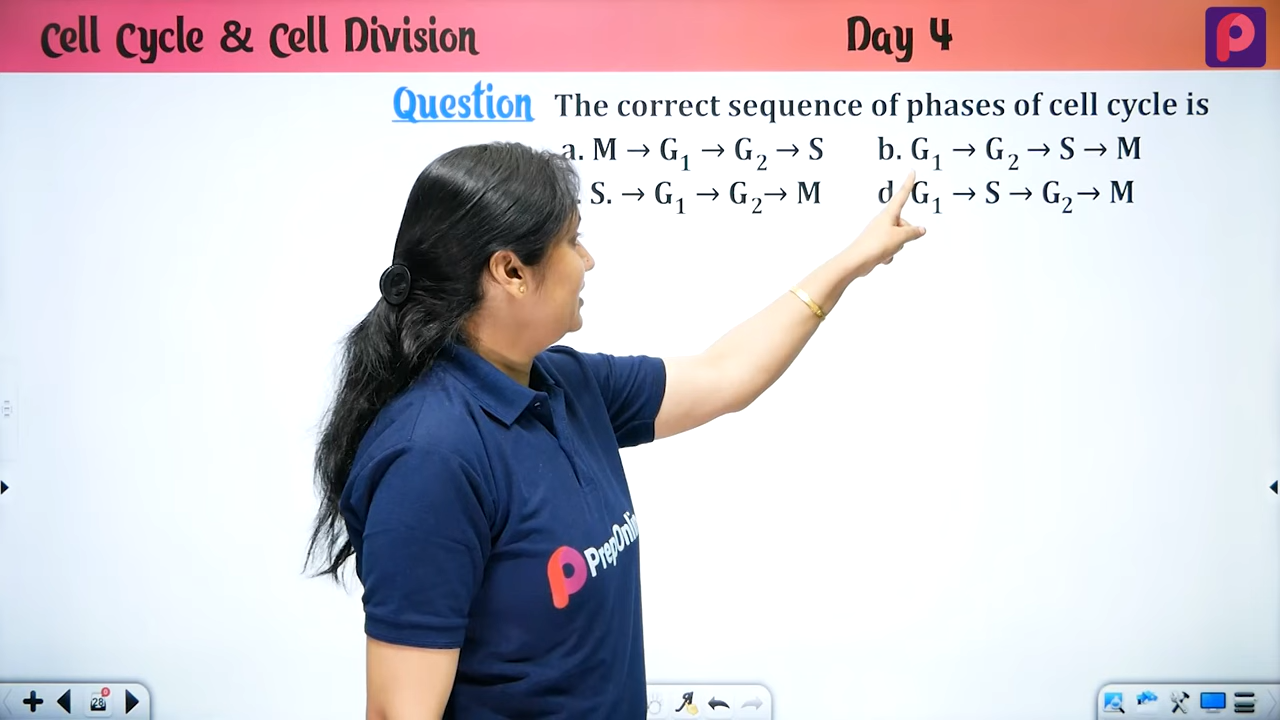 Cell Cycle & Cell Division Day 4
Question The correct sequence of phases of cell cycle is
a. M → G₁ → G₂ → S b. G₁ → G₂ → S → M
S. → G₁ → G₂→ M d G₁ → S → G₂→ M
PrepOnli
28